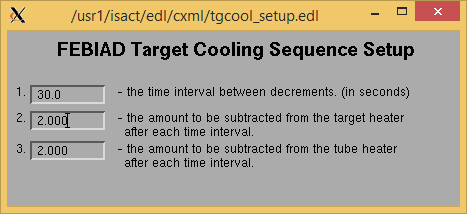 /usr1/isact/edl/cxml/tgcool_setup.edl
FEBIAD Target Cooling Sequence Setup
1. 30.0 - the time interval between decrements. (in seconds)
2. 2.000 - the amount to be subtracted from the target heater
after each time interval.
3. 2.000 - the amount to be subtracted from the tube heater
after each time interval.